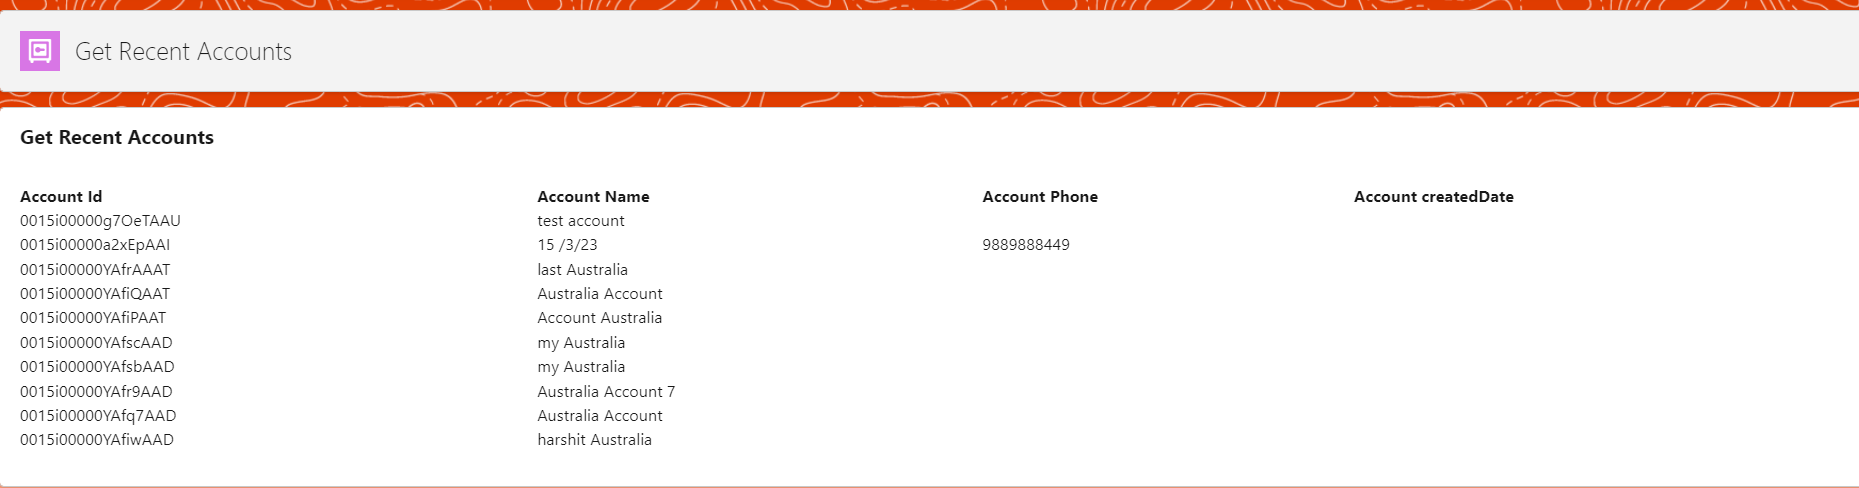 Get Recent Accounts
Get Recent Accounts
Account Id Account Name Account Phone Account createdDate
0015i00000g7OeTAAU test account
0015i00000a2xEpAAI 15 /3/23 9889888449
0015i00000YAfrAAAT last Australia
0015i00000YAfiQAAT Australia Account
0015i00000YAfiPAAT Account Australia
0015i00000YAfscAAD my Australia
0015i00000YAfsbAAD my Australia
0015i00000YAfr9AAD Australia Account 7
0015i00000YAfq7AAD Australia Account
0015i00000YAfiwAAD harshit Australia